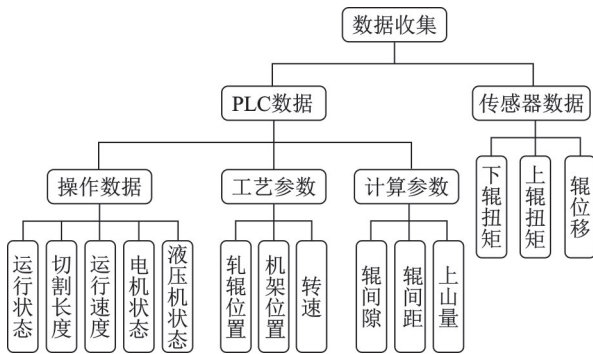 数据收集
PLC数据
传感器数据
操作数据
工艺参数
计算参数
下辊扭矩
上辊扭矩
辊位移
运行状态
切割长度
运行速度
电机状态
液压机状态
轧辊位置
机架位置
转速
辊间隙
辊间距
上山量